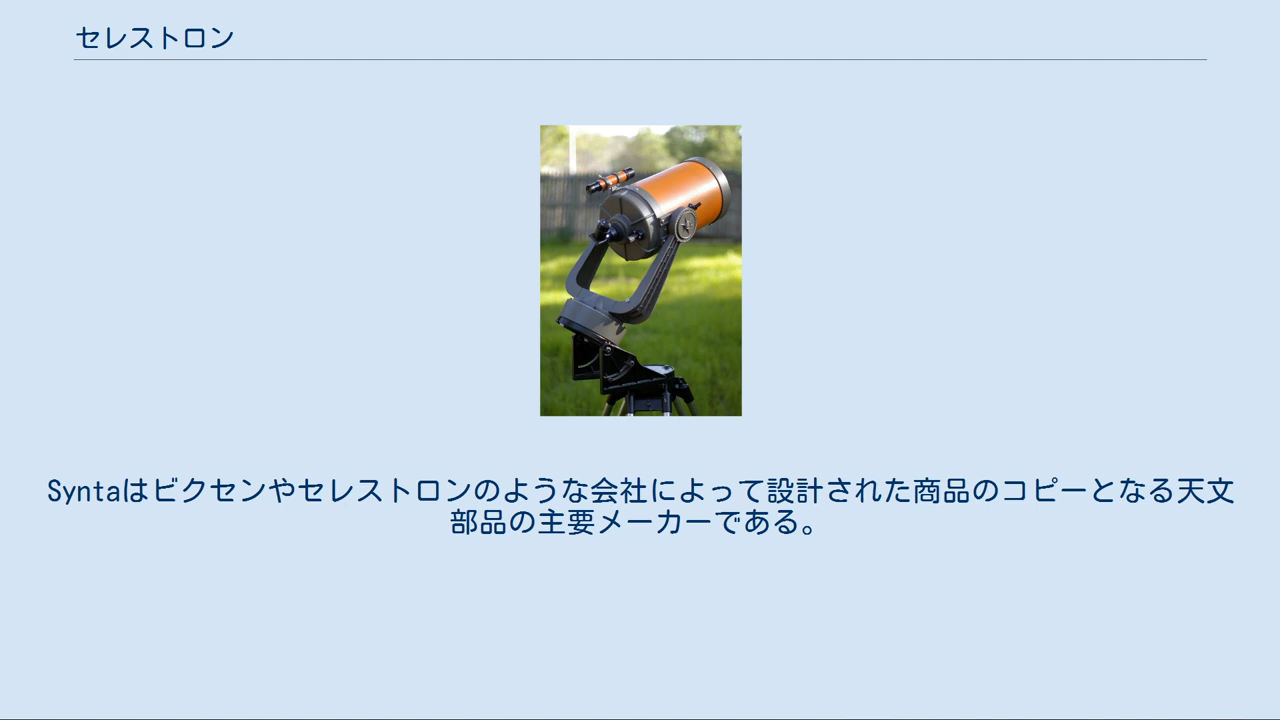 セレストロン
Syntaはビクセンやセレストロンのような会社によって設計された商品のコピーとなる天文
部品の主要メーカーである。